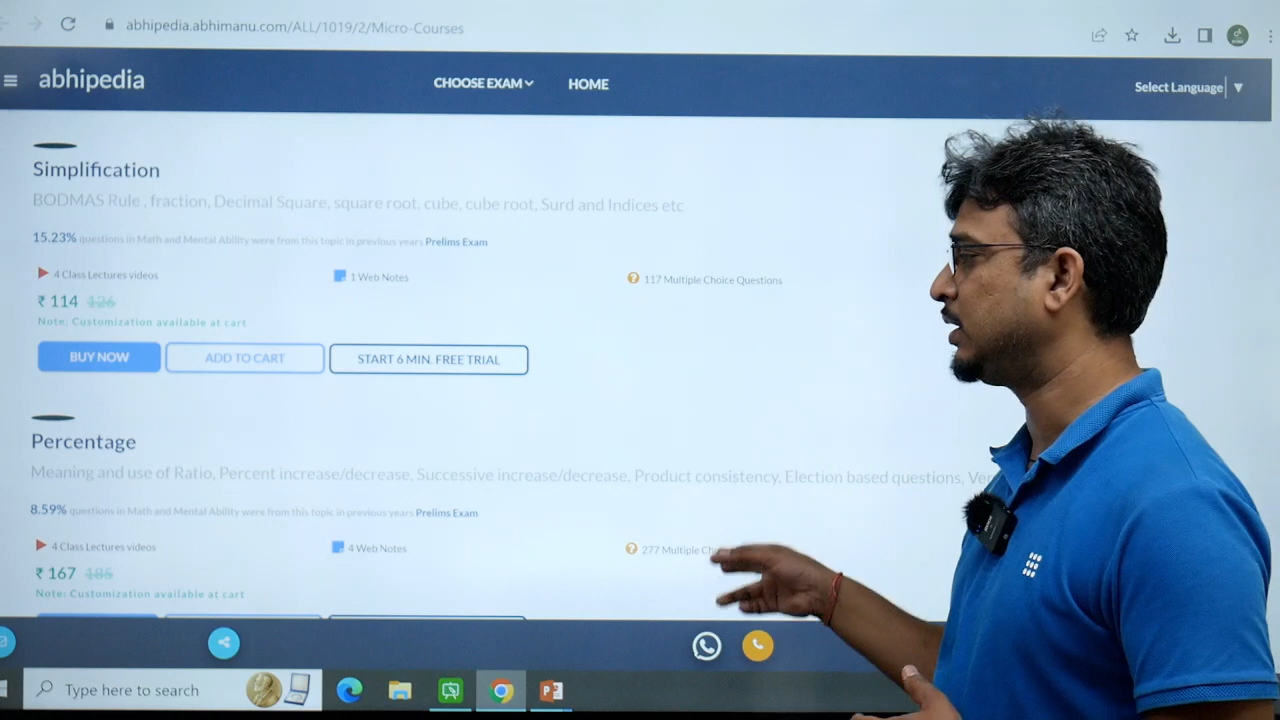 abhipedia.abhimanu.com/ALL/1019/2/Micro-Courses
abhipedia CHOOSE EXAM HOME Select Language
Simplification
BODMAS Rule , fraction, Decimal Square, square root, cube, cube root, Surd and Indices etc
15.23% questions in Math and Mental Ability were from this topic in previous years Prelims Exam
4 Class Lectures videos 1 Web Notes 117 Multiple Choice Questions
₹ 114 126
Note: Customization available at cart
BUY NOW ADD TO CART START 6 MIN. FREE TRIAL
Percentage
Meaning and use of Ratio, Percent increase/decrease, Successive increase/decrease, Product consistency, Election based questions, Ver
8.59% questions in Math and Mental Ability were from this topic in previous years Prelims Exam
4 Class Lectures videos 4 Web Notes 277 Multiple Ch
₹ 167 185
Note: Customization available at cart
Type here to search